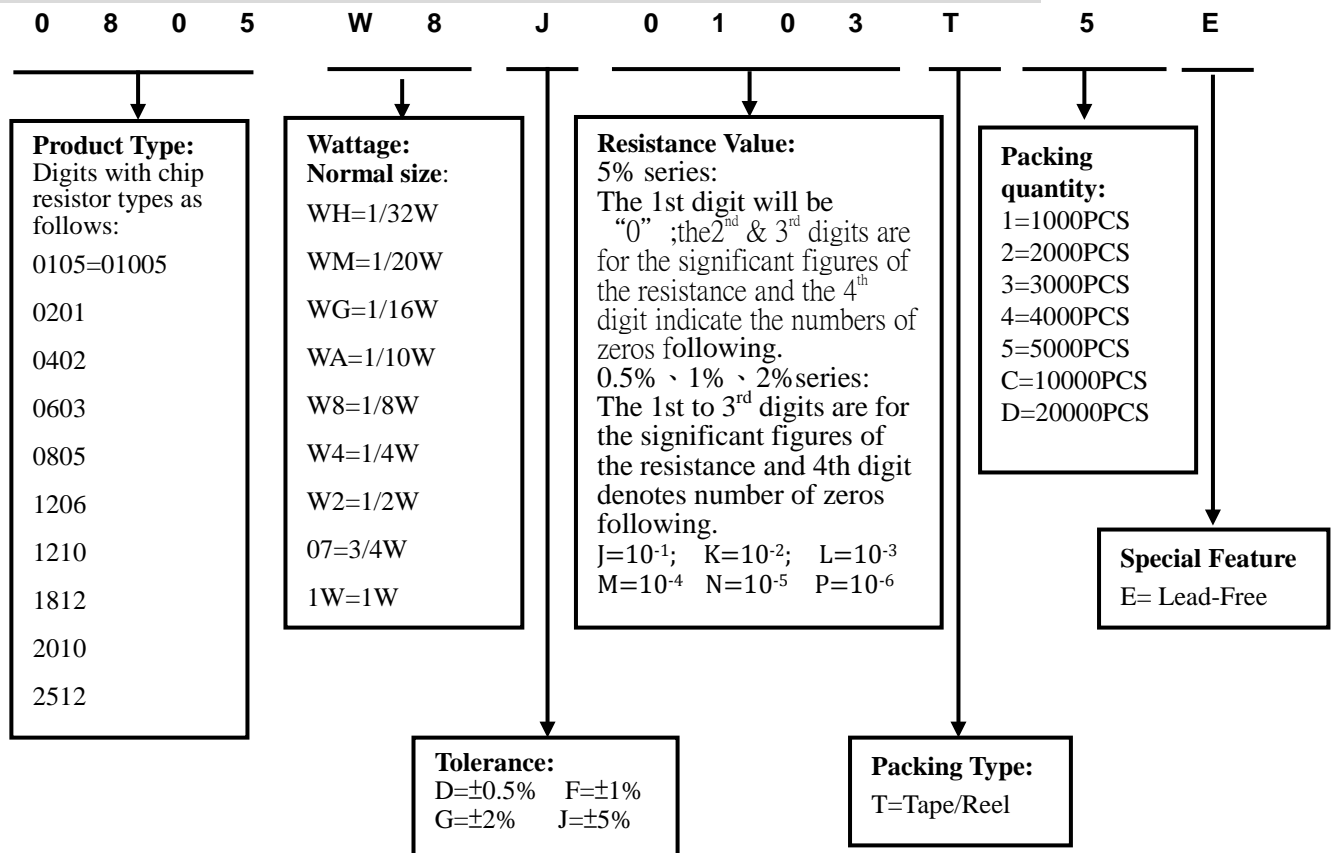 0 8 0 5 W 8 J 0 1 0 3 T 5 E
Product Type:
Digits with chip
resistor types as
follows:
0105=01005
0201
0402
0603
0805
1206
1210
1812
2010
2512
Wattage:
Normal size:
WH=1/32W
WM=1/20W
WG=1/16W
WA=1/10W
W8=1/8W
W4=1/4W
W2=1/2W
07=3/4W
1W=1W
Resistance Value:
5% series:
The 1st digit will be
“0” ;the2nd & 3rd digits are
for the significant figures of
the resistance and the 4th
digit indicate the numbers of
zeros following.
0.5%、1%、2%series:
The 1st to 3rd digits are for
the significant figures of
the resistance and 4th digit
denotes number of zeros
following.
J=10-1; K=10-2; L=10-3
M=10-4 N=10-5 P=10-6
Packing
quantity:
1=1000PCS
2=2000PCS
3=3000PCS
4=4000PCS
5=5000PCS
C=10000PCS
D=20000PCS
Special Feature
E= Lead-Free
Tolerance:
D=±0.5% F=±1%
G=±2% J=±5%
Packing Type:
T=Tape/Reel